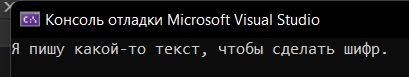 Консоль отладки Microsoft Visual Studio
Я пишу какой-то текст, чтобы сделать шифр.